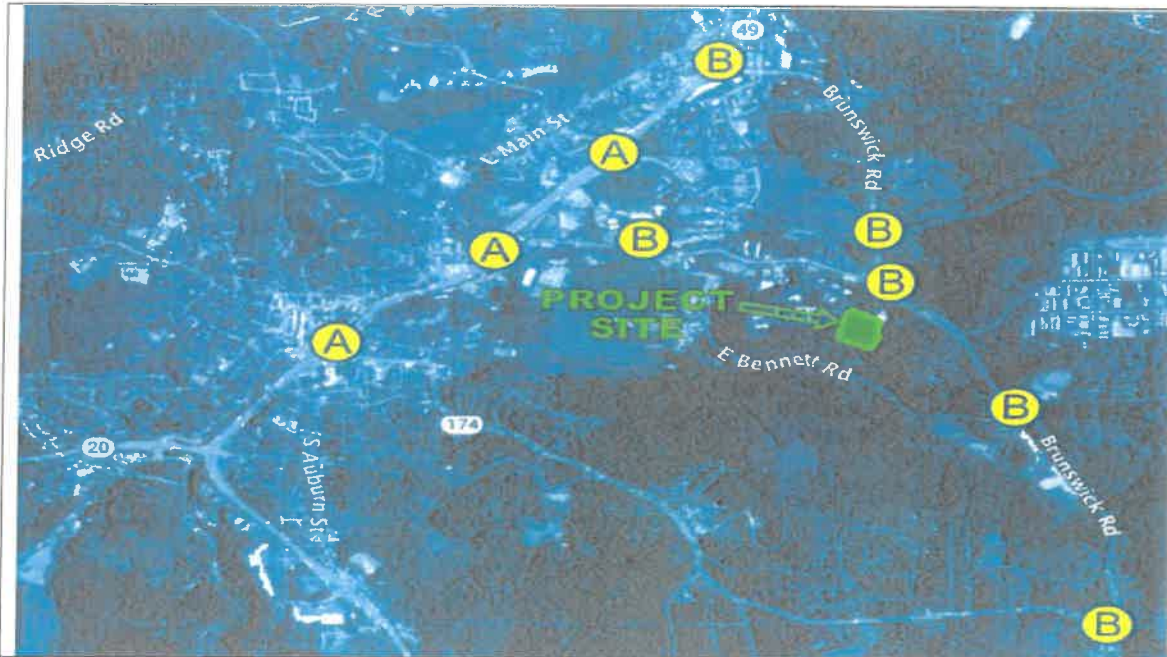 49
B
Brunswick Rd
Ridge Rd
E Main St
A
B
A
B
B
PROJECT
SITE
A
E Bennett Rd
B
174
20
S Auburn St
Brunswick Rd
B